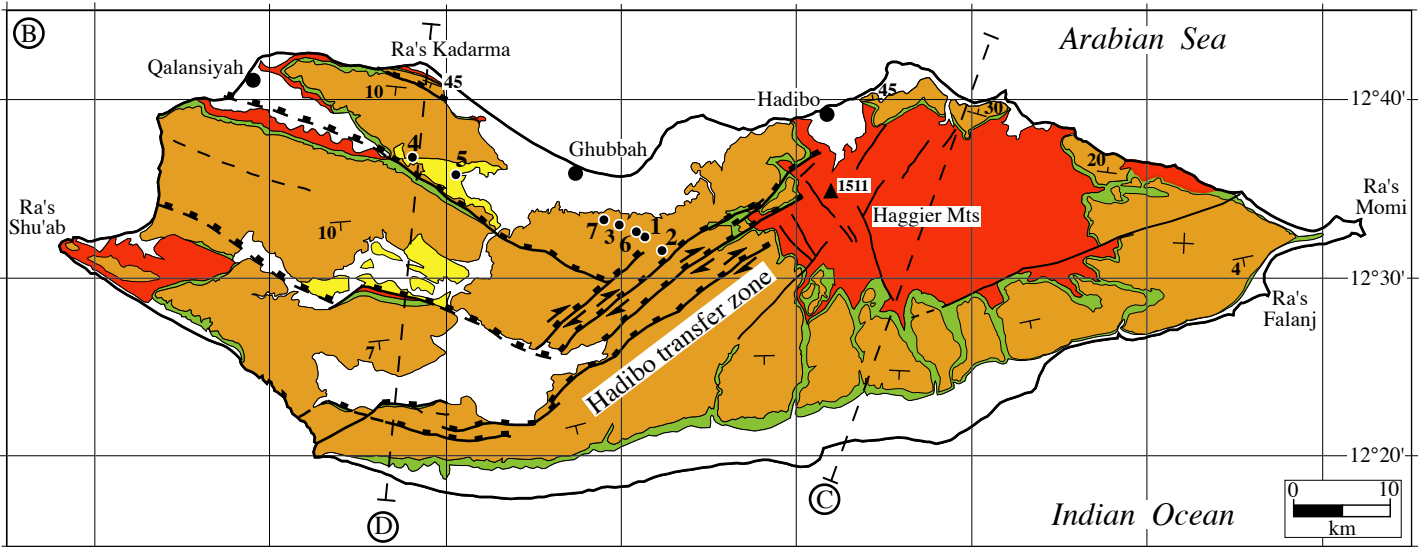 B
Arabian Sea
Ra's Kadarma
Qalansiyah
45
10
45
Hadibo
30
12°40'
4
5
Ghubbah
20
1511
Ra's
Momi
Ra's
Shu'ab
Haggier Mts
10
7
3
6
1
2
4
12°30'
Ra's
Falanj
Hadibo transfer zone
7
12°20'
C
D
Indian Ocean
0
10
km